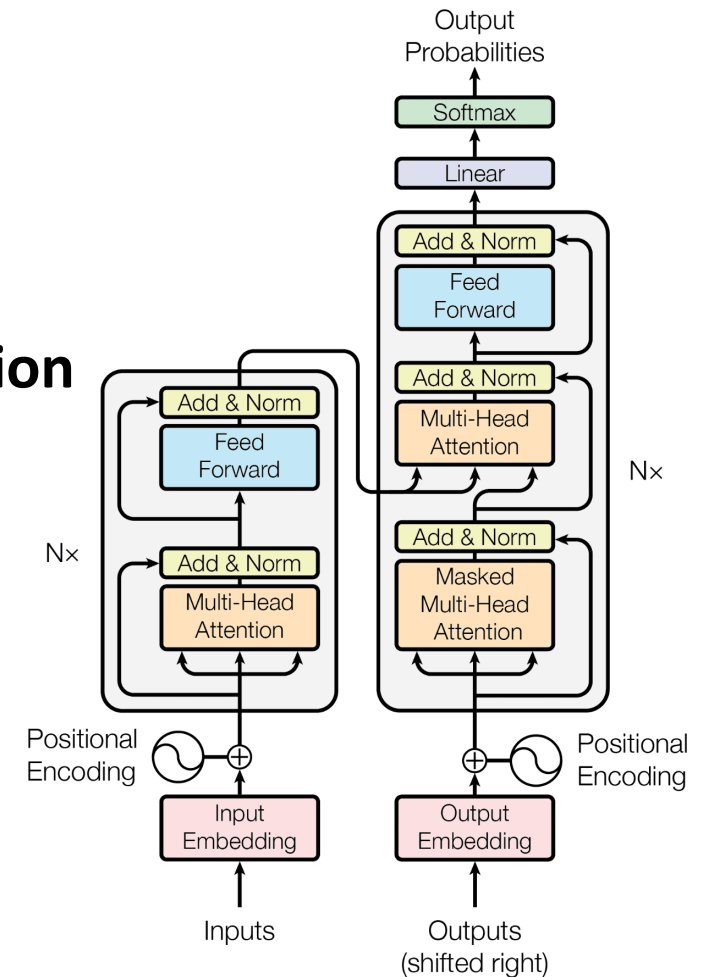 Output
Probabilities
Softmax
Linear
Add & Norm
Feed
Forward
Add & Norm
Multi-Head
Attention
Add & Norm
Masked
Multi-Head
Attention
N×
Positional
Encoding
Output
Embedding
Outputs
(shifted right)
ion
Add & Norm
Feed
Forward
Add & Norm
Multi-Head
Attention
N×
Positional
Encoding
Input
Embedding
Inputs